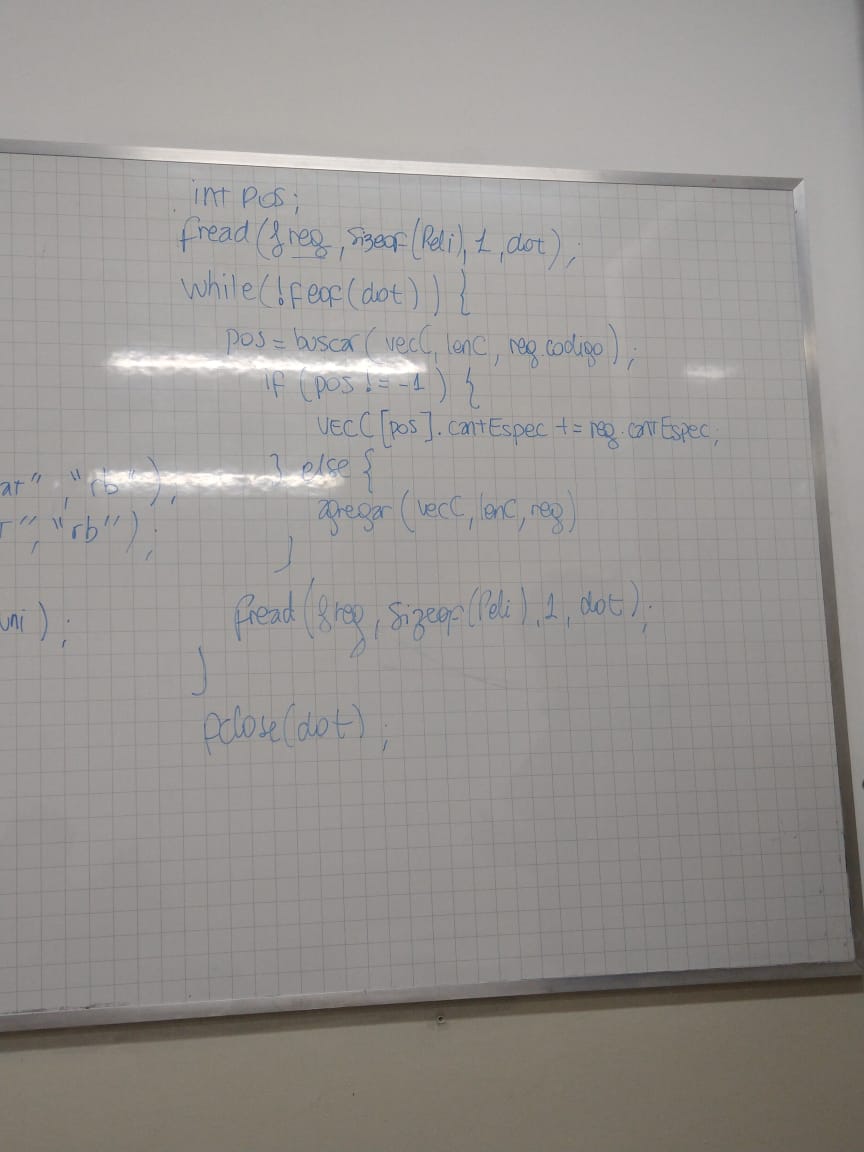 int pos;
fread(&reg, sizeof(Peli), 1, dot);
while(!feof(dot)) {
pos = buscar(vecC, lenC, reg.codigo);
if (pos != -1) {
vecC[pos].cantEspec += reg.cantEspec;
at", "rb");
} else {
agregar(vecC, lenC, reg)
r", "rb");
}
uni);
fread(&reg, sizeof(Peli), 1, dot);
}
fclose(dot);